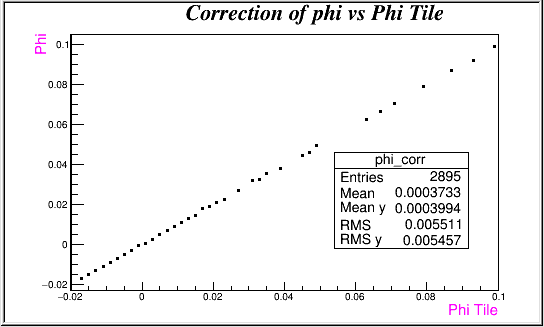 Correction of phi vs Phi Tile
Phi
0.1
0.08
0.06
0.04
0.02
0
−0.02
−0.02 0 0.02 0.04 0.06 0.08 0.1
Phi Tile
phi_corr
Entries 2895
Mean 0.0003733
Mean y 0.0003994
RMS 0.005511
RMS y 0.005457